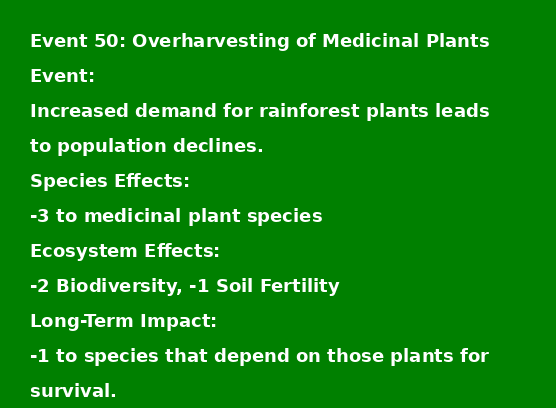 Event 50: Overharvesting of Medicinal Plants
Event:
Increased demand for rainforest plants leads
to population declines.
Species Effects:
-3 to medicinal plant species
Ecosystem Effects:
-2 Biodiversity, -1 Soil Fertility
Long-Term Impact:
-1 to species that depend on those plants for
survival.